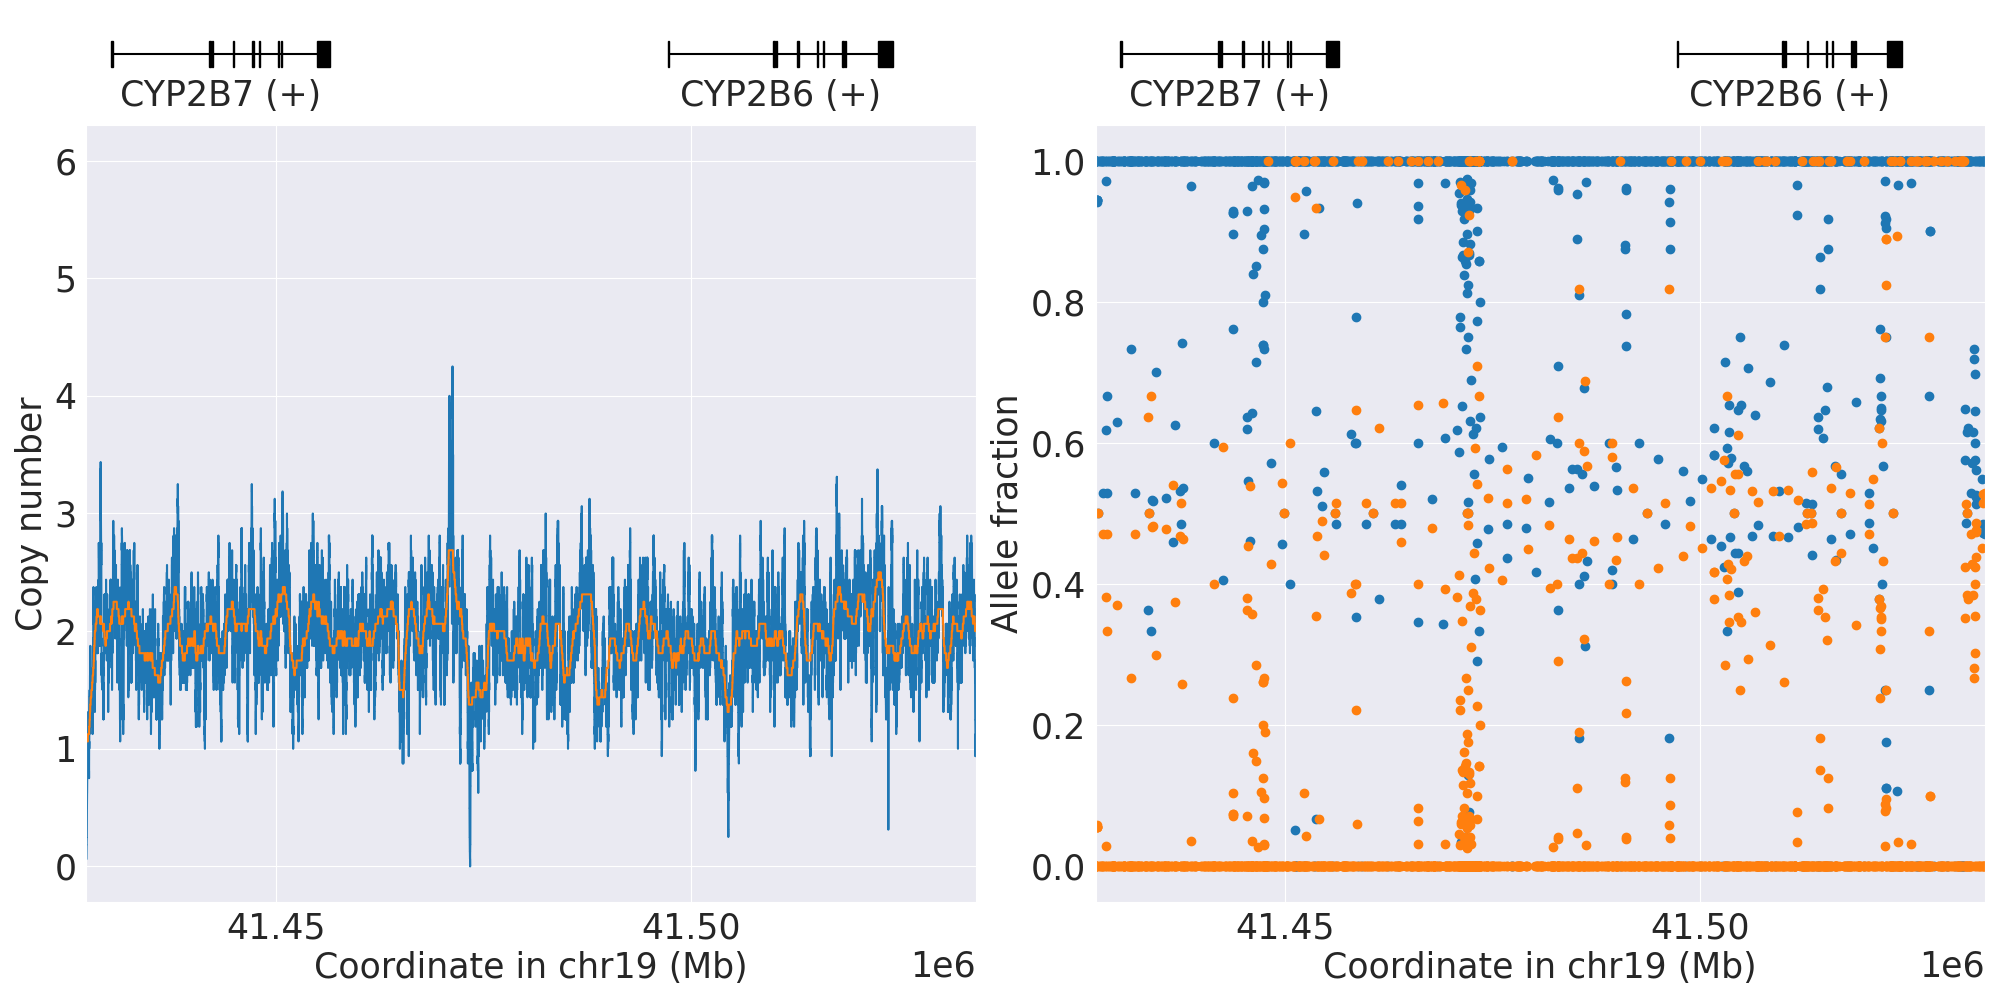 CYP2B7 (+) CYP2B6 (+)
6
5
4
3
2
1
0
Copy number
41.45 41.50
Coordinate in chr19 (Mb) 1e6
CYP2B7 (+) CYP2B6 (+)
1.0
0.8
0.6
0.4
0.2
0.0
Allele fraction
41.45 41.50
Coordinate in chr19 (Mb) 1e6